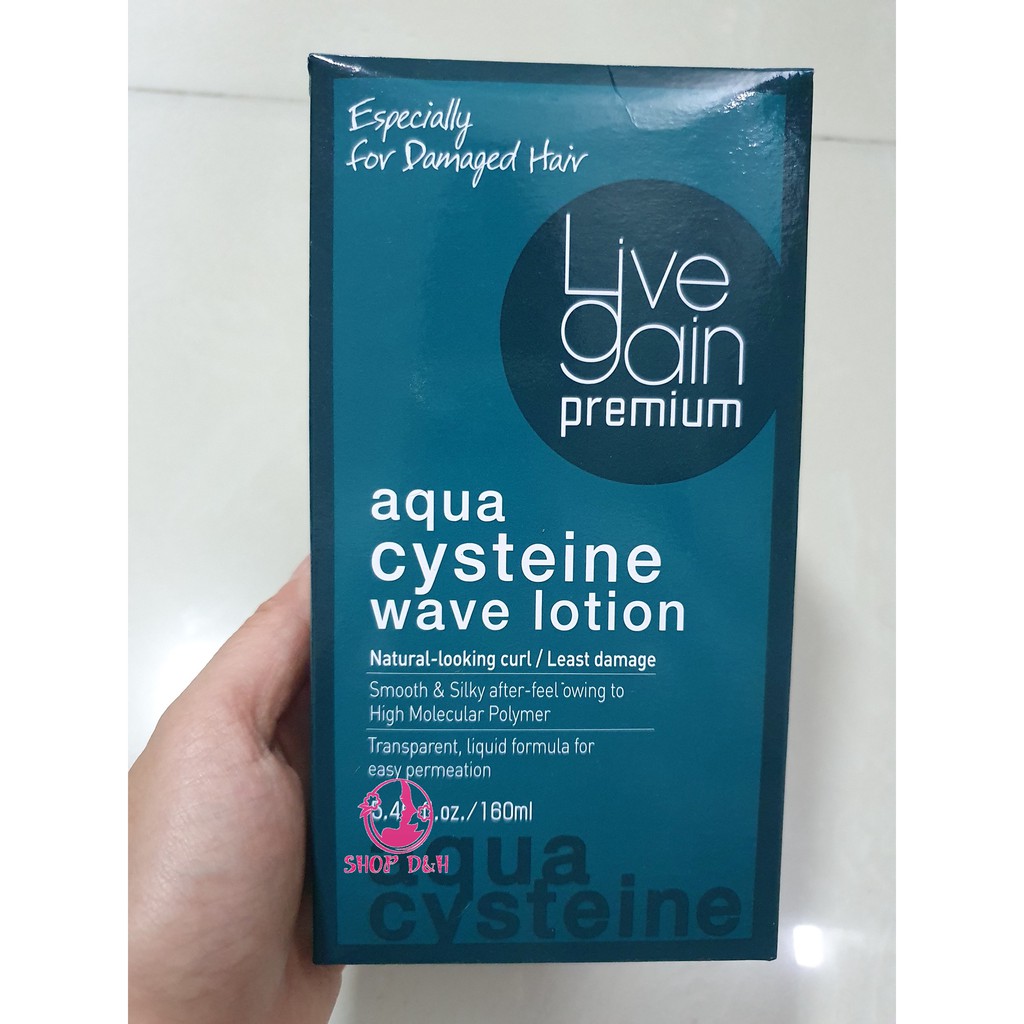 Especially
for Damaged Hair
Live
gain
premium
aqua
cysteine
wave lotion
Natural-looking curl / Least damage
Smooth & Silky after-feel owing to
High Molecular Polymer
Transparent, liquid formula for
easy permeation
oz./160ml
SHOP D&H
aqua
cysteine